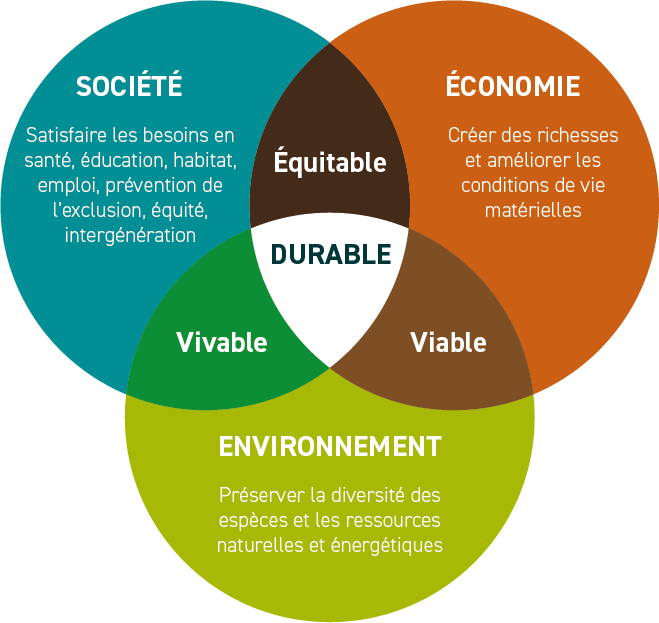 SOCIÉTÉ
Satisfaire les besoins en
santé, éducation, habitat,
emploi, prévention de
l’exclusion, équité,
intergénération
ÉCONOMIE
Créer des richesses
et améliorer les
conditions de vie
matérielles
Équitable
DURABLE
Vivable
Viable
ENVIRONNEMENT
Préserver la diversité des
espèces et les ressources
naturelles et énergétiques